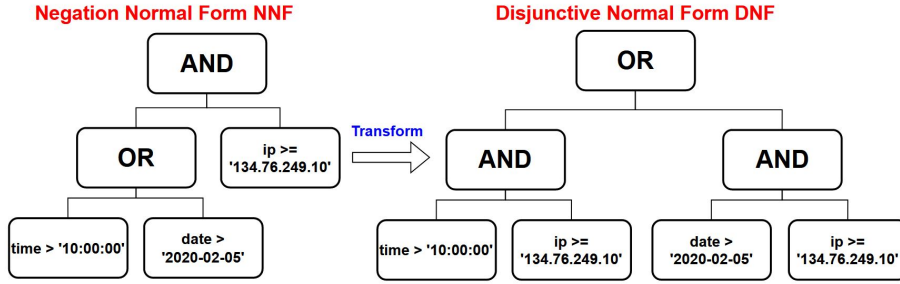 Negation Normal Form NNF
Disjunctive Normal Form DNF
AND
OR
OR
ip >=
'134.76.249.10'
Transform
AND
AND
time > '10:00:00'
date >
'2020-02-05'
time > '10:00:00'
ip >=
'134.76.249.10'
date >
'2020-02-05'
ip >=
'134.76.249.10'